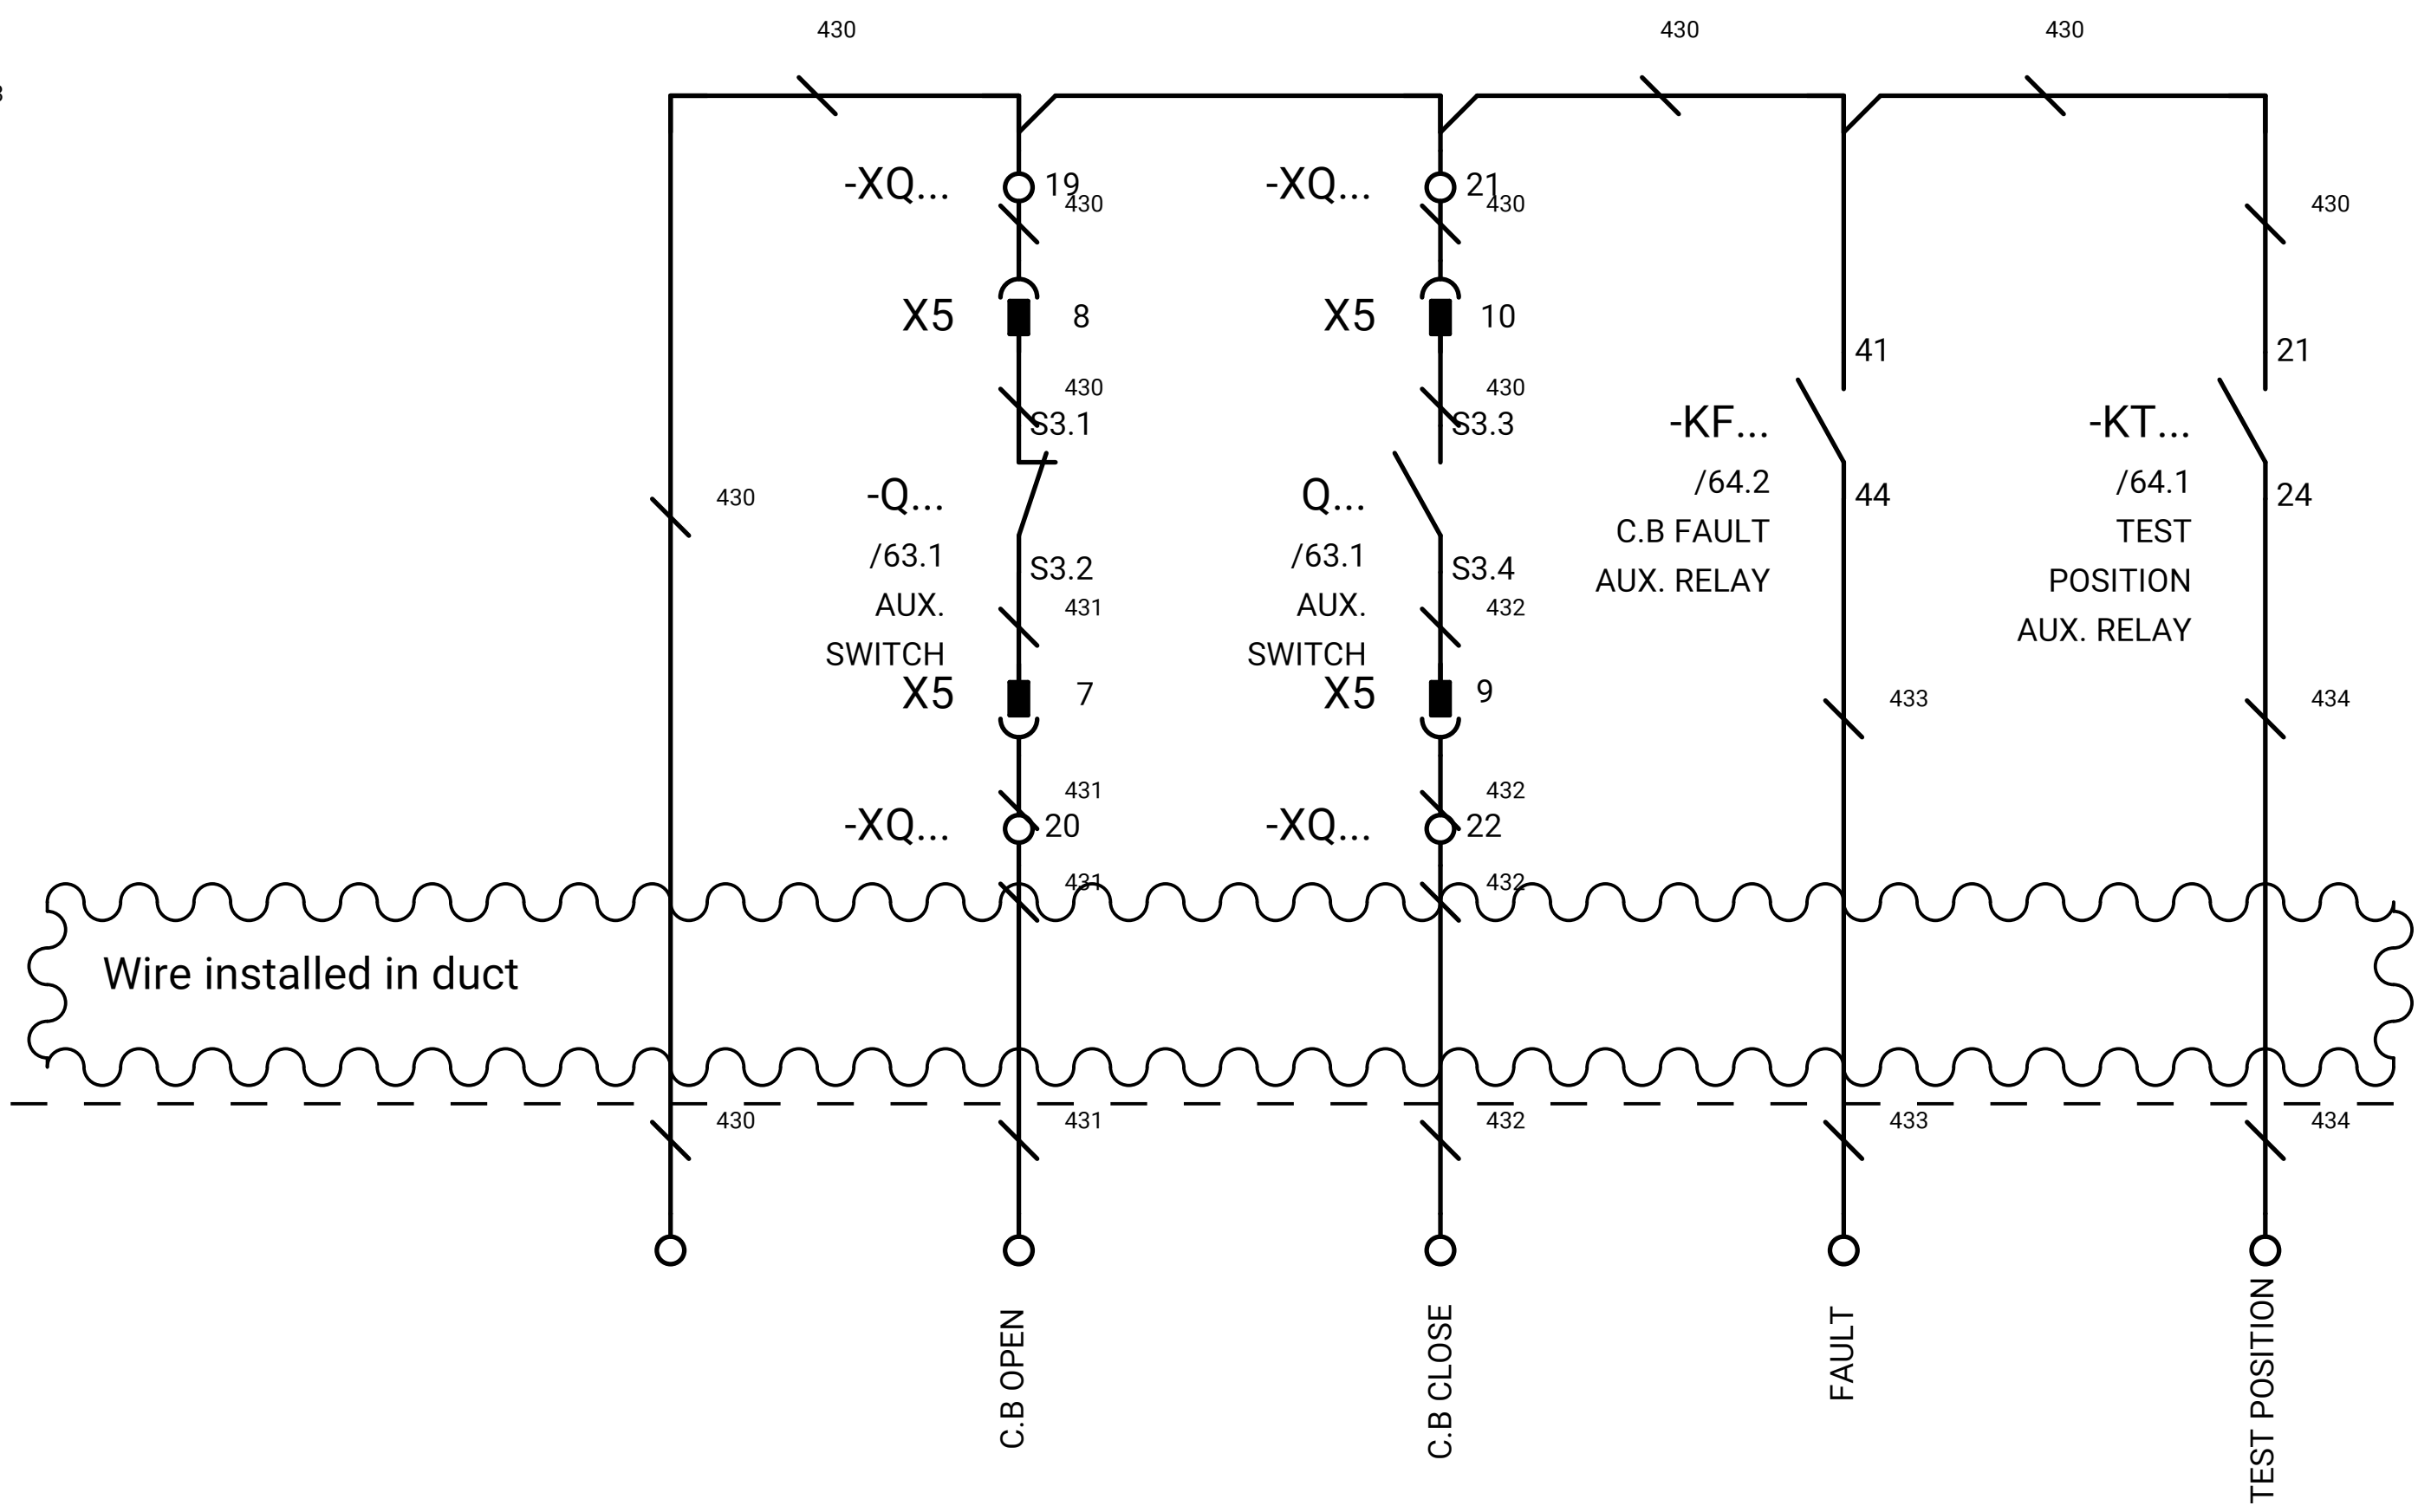 430
430
430
-XQ...
19
430
-XQ...
21
430
430
X5
8
X5
10
430
S3.1
430
S3.3
41
21
-KF...
/64.2
C.B FAULT
AUX. RELAY
44
-KT...
/64.1
TEST
POSITION
AUX. RELAY
24
430
-Q...
/63.1
AUX.
SWITCH
S3.2
431
Q...
/63.1
AUX.
SWITCH
S3.4
432
X5
7
X5
9
433
434
431
432
-XQ...
20
-XQ...
22
431
432
Wire installed in duct
430
431
432
433
434
C.B OPEN
C.B CLOSE
FAULT
TEST POSITION